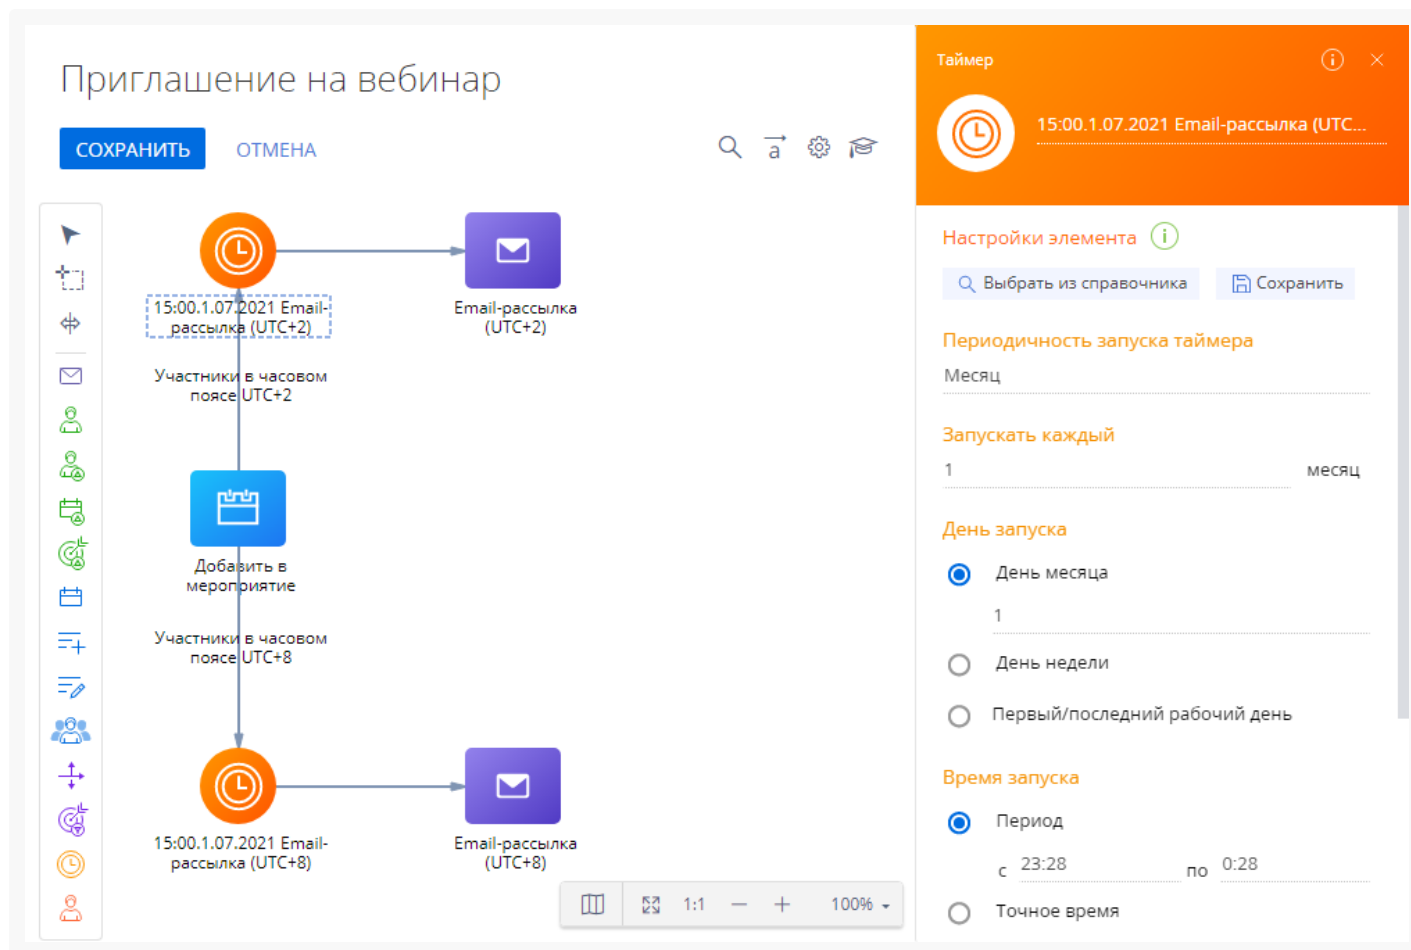 Приглашение на вебинар
СОХРАНИТЬ
ОТМЕНА
a
15:00.1.07.2021 Email-
рассылка (UTC+2)
Email-рассылка
(UTC+2)
Участники в часовом
поясе UTC+2
Добавить в
мероприятие
Участники в часовом
поясе UTC+8
15:00.1.07.2021 Email-
рассылка (UTC+8)
Email-рассылка
(UTC+8)
1:1
100%
Таймер
15:00.1.07.2021 Email-рассылка (UTC...
Настройки элемента
Выбрать из справочника
Сохранить
Периодичность запуска таймера
Месяц
Запускать каждый
1 месяц
День запуска
День месяца
1
День недели
Первый/последний рабочий день
Время запуска
Период
с 23:28 по 0:28
Точное время